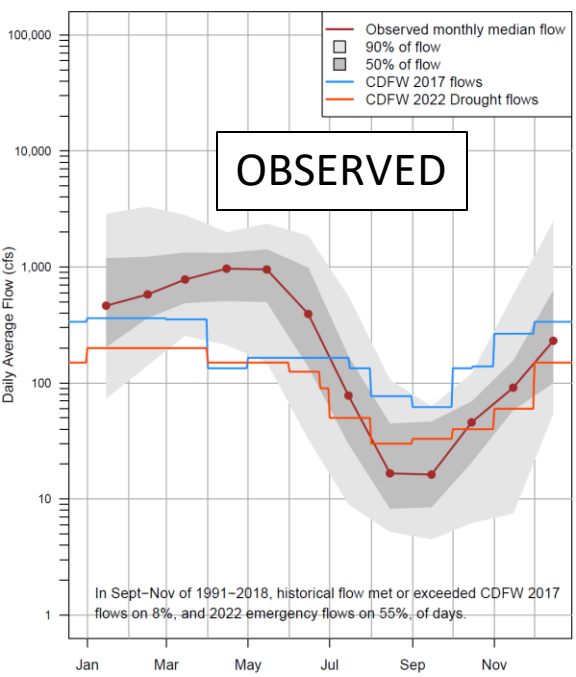 Observed monthly median flow
90% of flow
50% of flow
CDFW 2017 flows
CDFW 2022 Drought flows
OBSERVED
Daily Average Flow (cfs)
100,000
10,000
1,000
100
10
1
In Sept−Nov of 1991−2018, historical flow met or exceeded CDFW 2017
flows on 8%, and 2022 emergency flows on 55%, of days.
Jan Mar May Jul Sep Nov